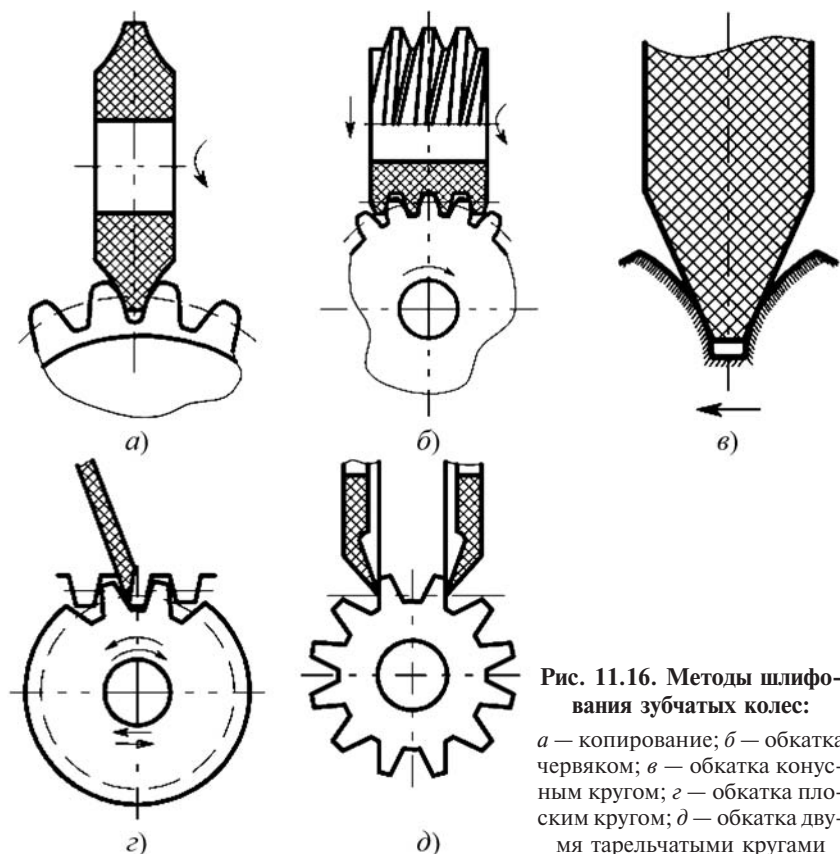 а)
б)
в)
г)
д)
Рис. 11.16. Методы шлифо-
вания зубчатых колес:
а — копирование; б — обкатка
червяком; в — обкатка конус-
ным кругом; г — обкатка пло-
ским кругом; д — обкатка дву-
мя тарельчатыми кругами